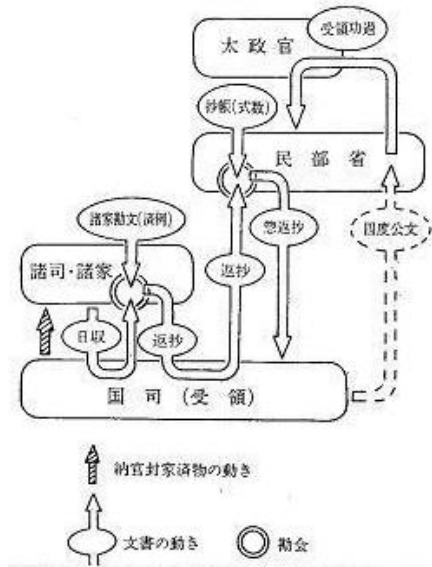 受領功過
太政官
抄帳(式数)
民部省
諸家勘文(済例)
惣返抄
四度公文
諸司・諸家
返抄
日収
返抄
国司(受領)
納官封家済物の動き
文書の動き
勘会